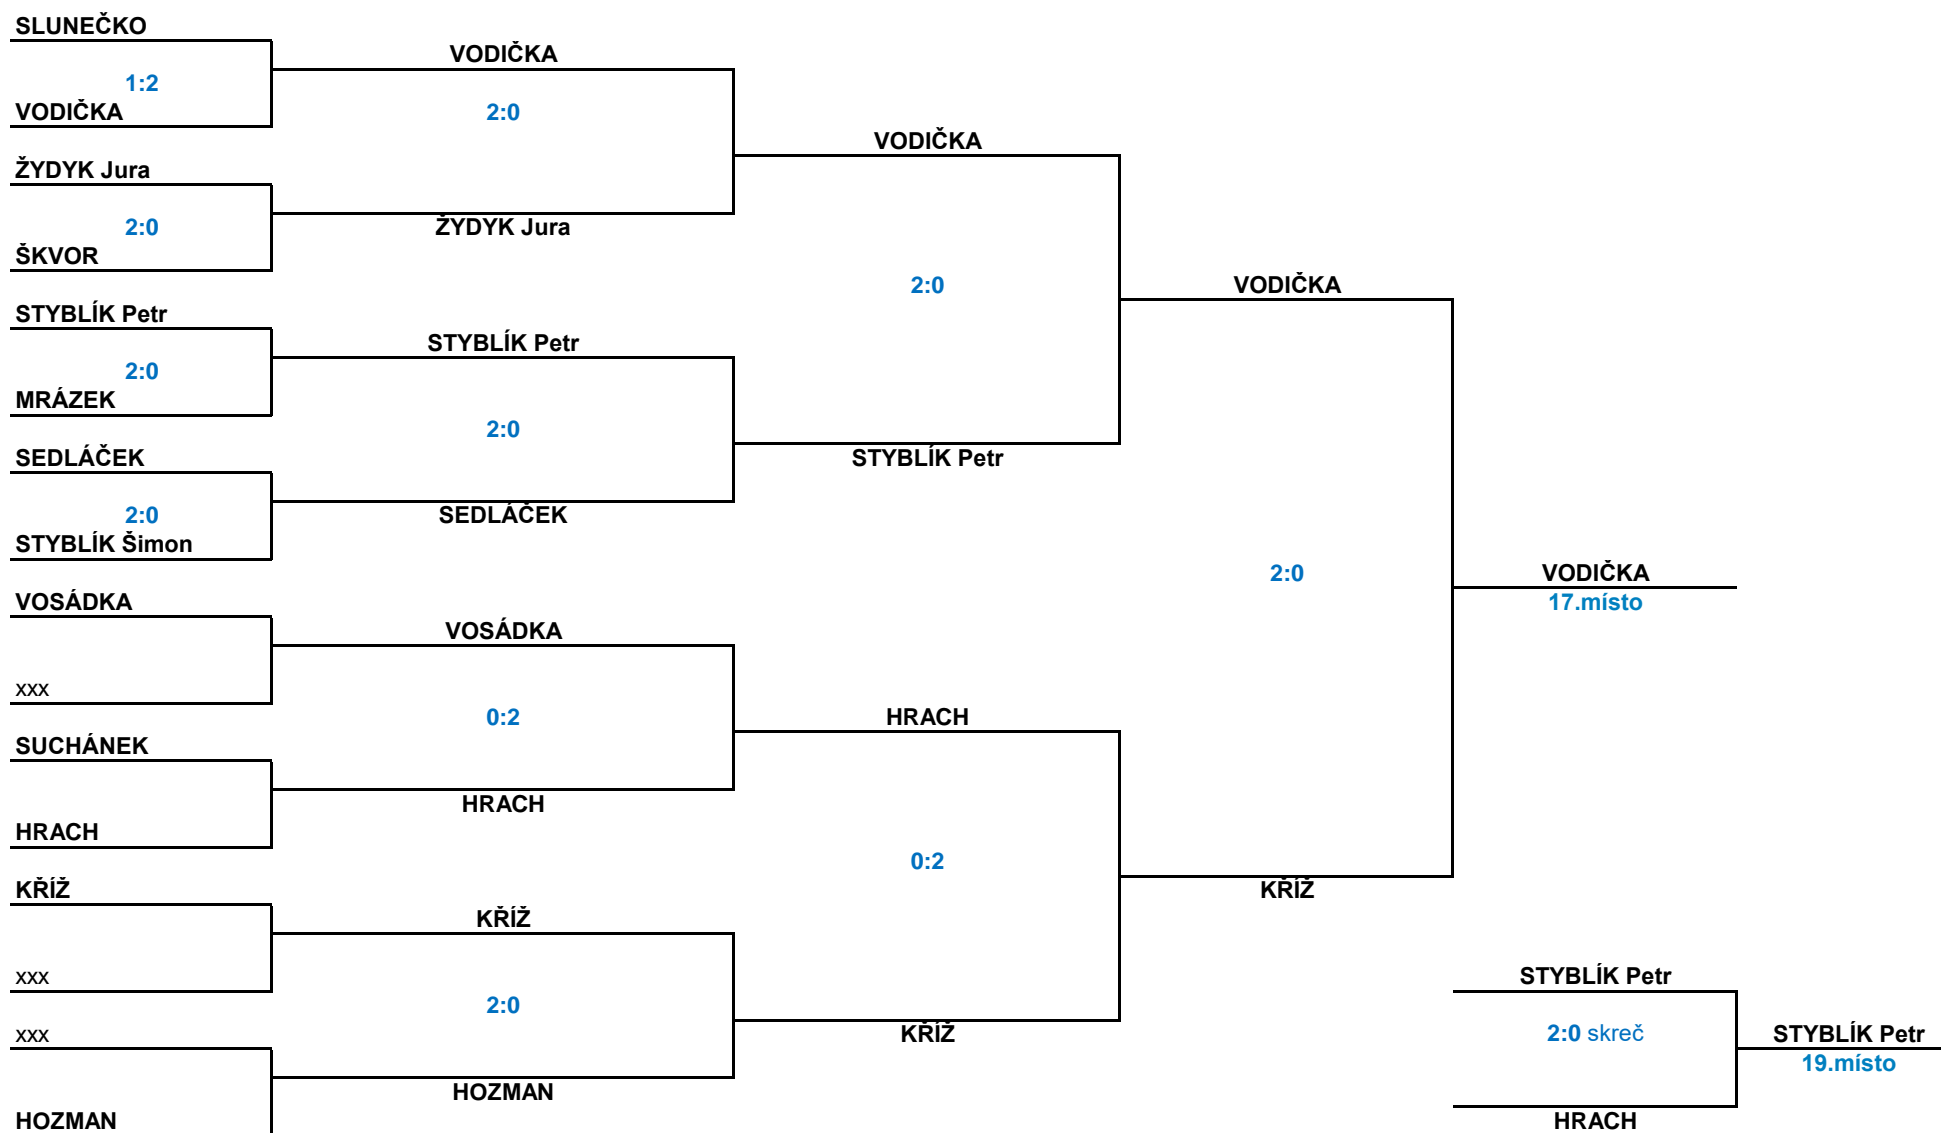 SLUNEČKO
1:2
VODIČKA
ŽYDYK Jura
2:0
ŠKVOR
STYBLÍK Petr
2:0
MRÁZEK
SEDLÁČEK
2:0
STYBLÍK Šimon
VOSÁDKA
xxx
SUCHÁNEK
HRACH
KŘÍŽ
xxx
xxx
HOZMAN
VODIČKA
2:0
ŽYDYK Jura
STYBLÍK Petr
2:0
SEDLÁČEK
VOSÁDKA
0:2
HRACH
KŘÍŽ
2:0
HOZMAN
VODIČKA
2:0
STYBLÍK Petr
HRACH
0:2
KŘÍŽ
VODIČKA
2:0
KŘÍŽ
VODIČKA
17.místo
STYBLÍK Petr
2:0 skreč
HRACH
STYBLÍK Petr
19.místo